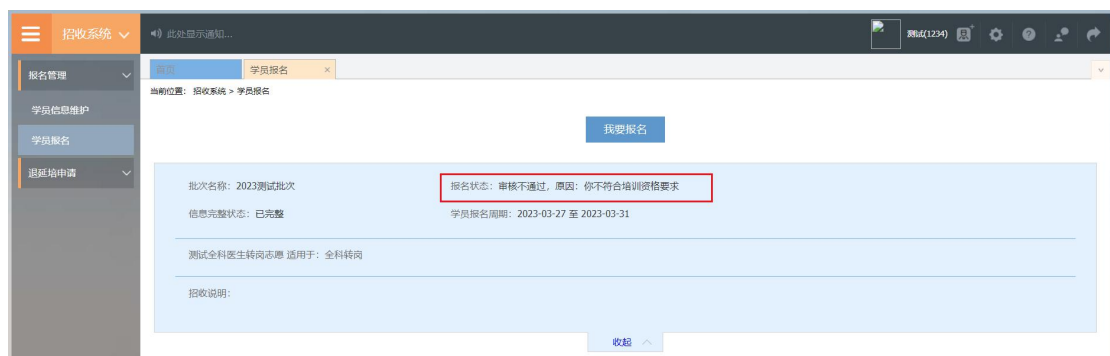 招收系统
此处显示通知...
测试(1234)
报名管理
学员信息维护
学员报名
退延培申请
首页
学员报名 ×
当前位置： 招收系统 > 学员报名
我要报名
批次名称：2023测试批次
报名状态：审核不通过，原因：你不符合培训资格要求
信息完整状态：已完整
学员报名周期：2023-03-27 至 2023-03-31
测试全科医生转岗志愿 适用于：全科转岗
招收说明：
收起